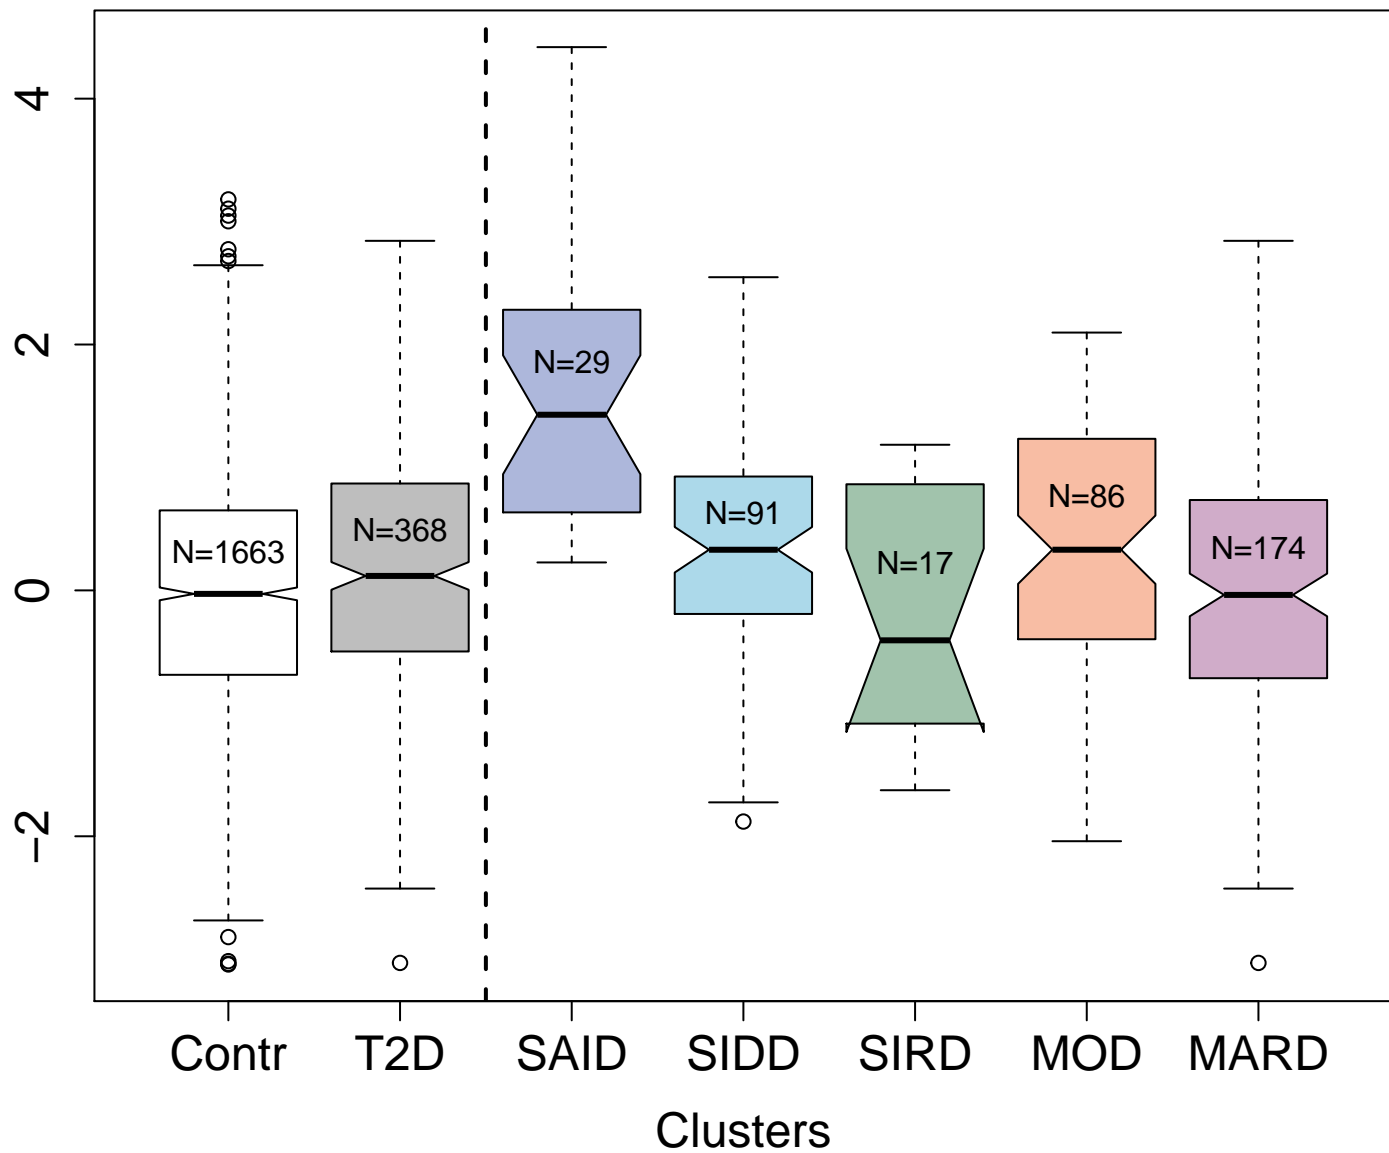 4
2
0
−2
N=1663
N=368
N=29
N=91
N=17
N=86
N=174
Contr T2D SAID SIDD SIRD MOD MARD
Clusters